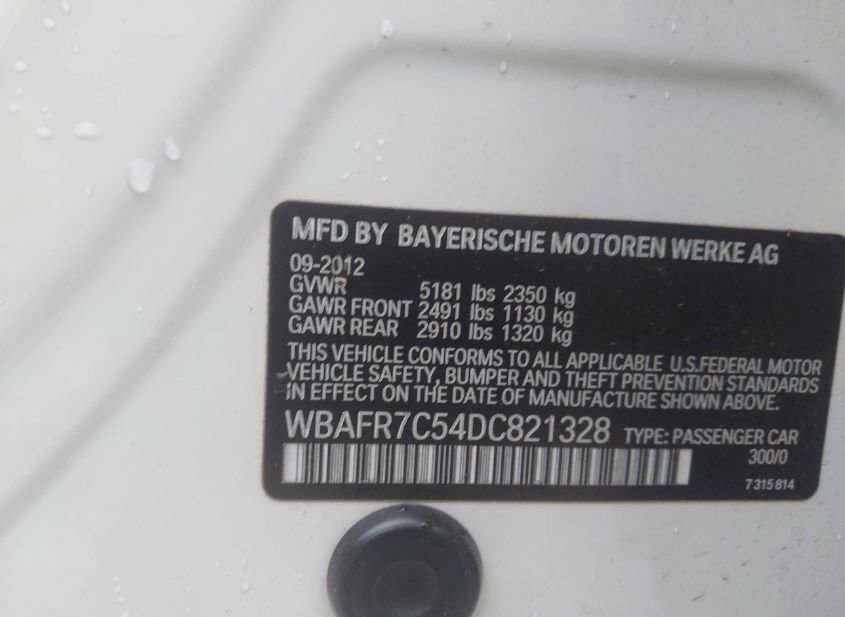 MFD BY BAYERISCHE MOTOREN WERKE AG
09-2012
GVWR 5181 lbs 2350 kg
GAWR FRONT 2491 lbs 1130 kg
GAWR REAR 2910 lbs 1320 kg
THIS VEHICLE CONFORMS TO ALL APPLICABLE U.S.FEDERAL MOTOR
VEHICLE SAFETY, BUMPER AND THEFT PREVENTION STANDARDS
IN EFFECT ON THE DATE OF MANUFACTURE SHOWN ABOVE.
WBAFR7C54DC821328 TYPE: PASSENGER CAR
300/0
7 315 814